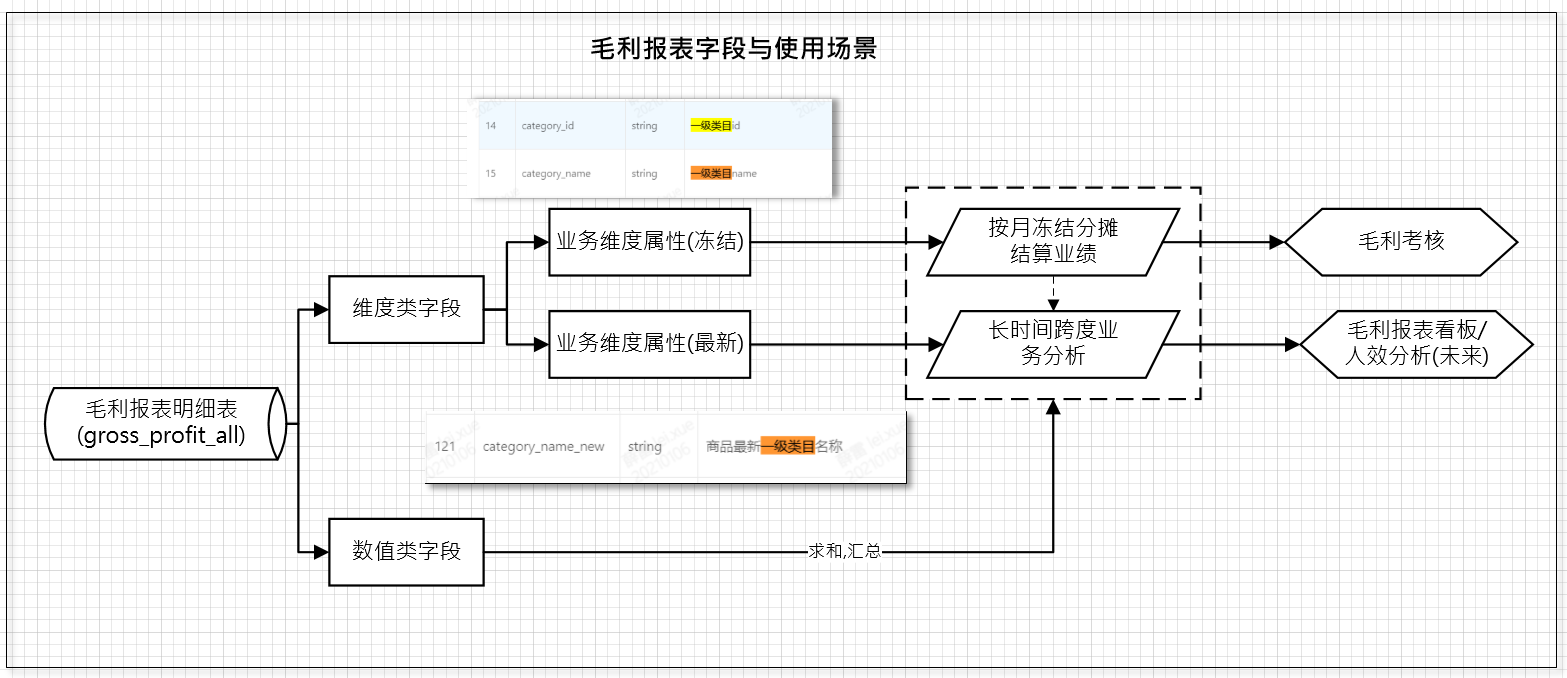 毛利报表字段与使用场景
14 category_id string 一级类目id
15 category_name string 一级类目name
业务维度属性(冻结)
按月冻结分摊
结算业绩
毛利考核
维度类字段
业务维度属性(最新)
长时间跨度业
务分析
毛利报表看板/
人效分析(未来)
毛利报表明细表
(gross_profit_all)
121 category_name_new string 商品最新一级类目名称
数值类字段
求和,汇总